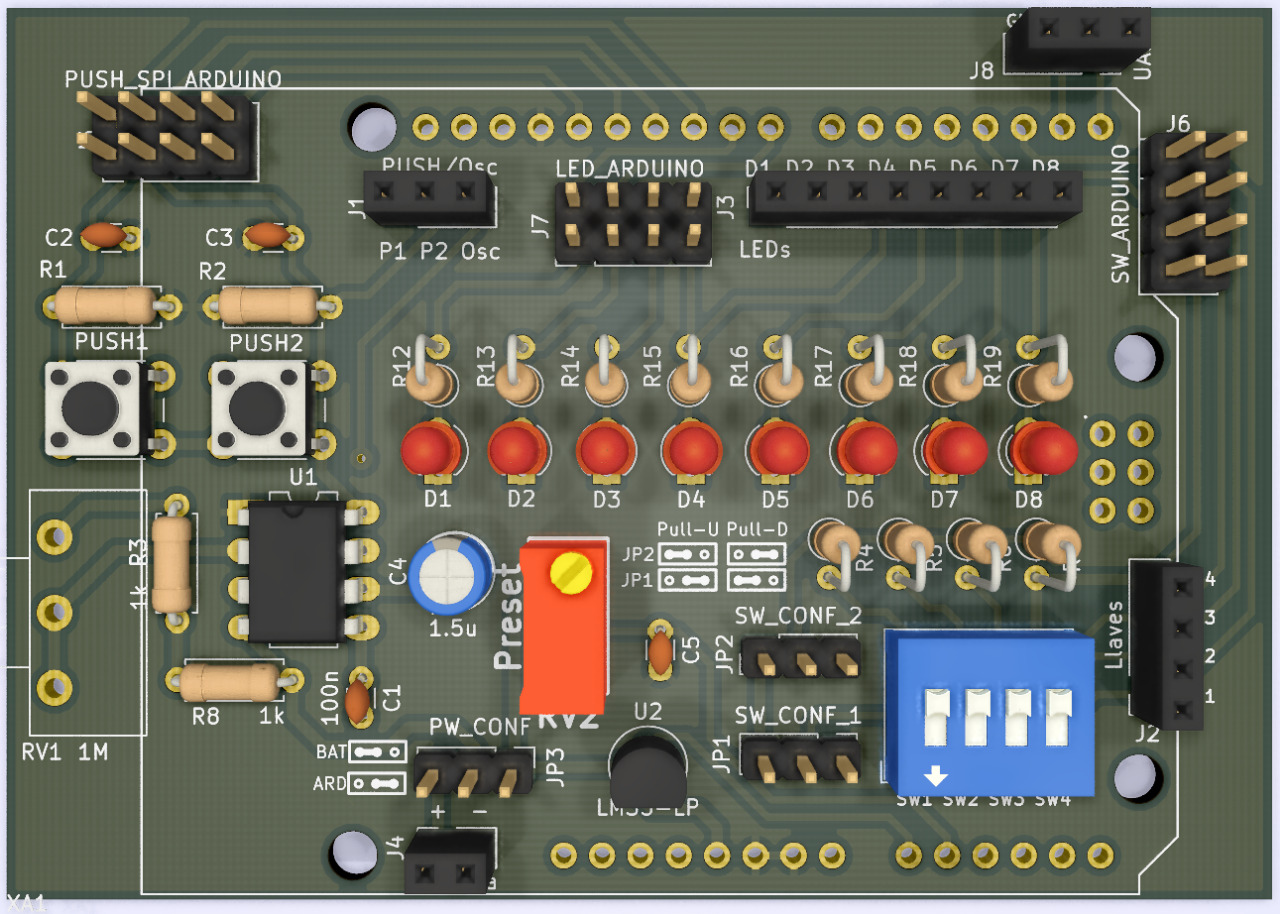 J8
PUSH_SPI_ARDUINO
J6
PUSH/Osc
LED_ARDUINO
D1 D2 D3 D4 D5 D6 D7 D8
SW_ARDUINO
J1
J7
J3
C2
C3
P1 P2 Osc
LEDs
R1
R2
PUSH1
PUSH2
R12
R13
R14
R15
R16
R17
R18
R19
U1
D1
D2
D3
D4
D5
D6
D7
D8
Pull-U
Pull-D
JP2
JP1
R3
1k
C4
1.5u
Preset
RV2
R4
4
3
2
1
Llaves
J2
SW_CONF_2
JP2
C5
R8
1k
100n
C1
U2
SW_CONF_1
JP1
PW_CONF
JP3
RV1 1M
BAT
ARD
+
-
J4
LM35-LP
SW1 SW2 SW3 SW4
XA1